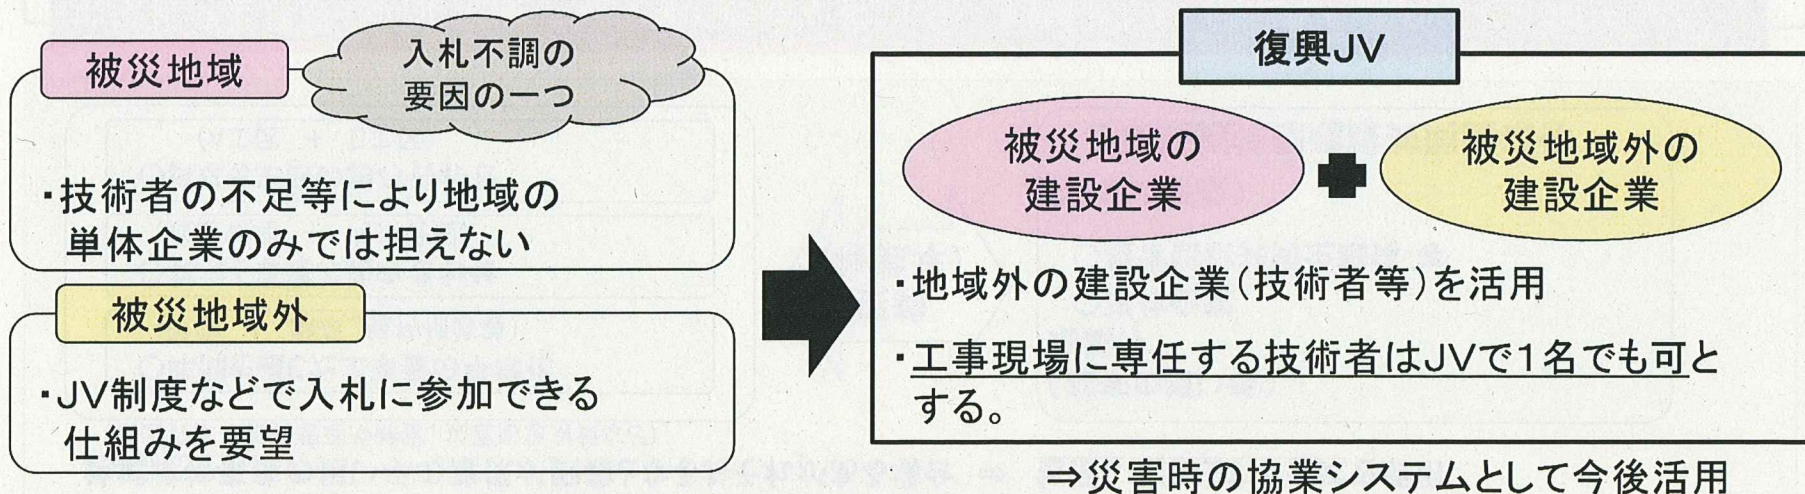 被災地域
入札不調の
要因の一つ
・技術者の不足等により地域の
単体企業のみでは担えない
被災地域外
・JV制度などで入札に参加できる
仕組みを要望
復興JV
被災地域の
建設企業
被災地域外の
建設企業
・地域外の建設企業(技術者等)を活用
・工事現場に専任する技術者はJVで1名でも可と
する。
⇒災害時の協業システムとして今後活用